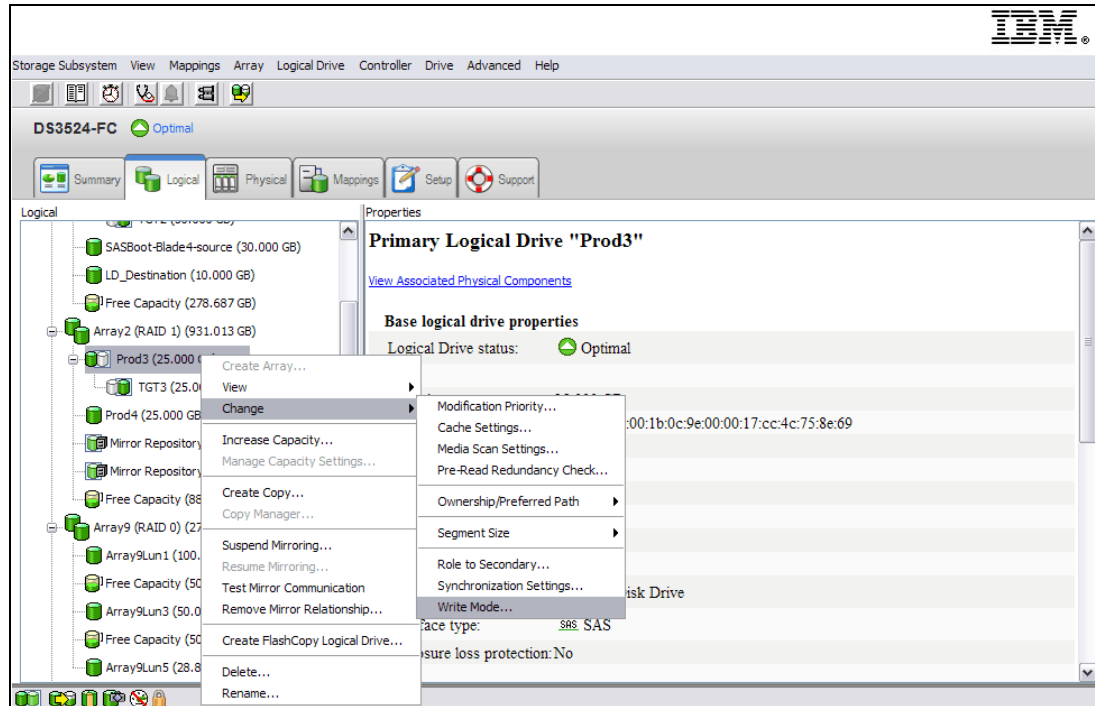 IBM®
Storage Subsystem View Mappings Array Logical Drive Controller Drive Advanced Help
DS3524-FC Optimal
Summary Logical Physical Mappings Setup Support
Logical
SASBoot-Blade4-source (30.000 GB)
LD_Destination (10.000 GB)
Free Capacity (278.687 GB)
Array2 (RAID 1) (931.013 GB)
Prod3 (25.000
TGT3 (25.0
Prod4 (25.000 GB
Mirror Repository
Mirror Repository
Free Capacity (88
Array9 (RAID 0) (27
Array9Lun1 (100.
Free Capacity (50
Array9Lun3 (50.0
Free Capacity (50
Array9Lun5 (28.8
Create Array...
View
Change
Increase Capacity...
Manage Capacity Settings...
Create Copy...
Copy Manager...
Suspend Mirroring...
Resume Mirroring...
Test Mirror Communication
Remove Mirror Relationship...
Create FlashCopy Logical Drive...
Delete...
Rename...
Modification Priority...
Cache Settings...
Media Scan Settings...
Pre-Read Redundancy Check...
Ownership/Preferred Path
Segment Size
Role to Secondary...
Synchronization Settings...
Write Mode...
Properties
Primary Logical Drive "Prod3"
View Associated Physical Components
Base logical drive properties
Logical Drive status: Optimal
:00:1b:0c:9e:00:00:17:cc:4c:75:8e:69
isk Drive
face type: SAS SAS
sure loss protection: No